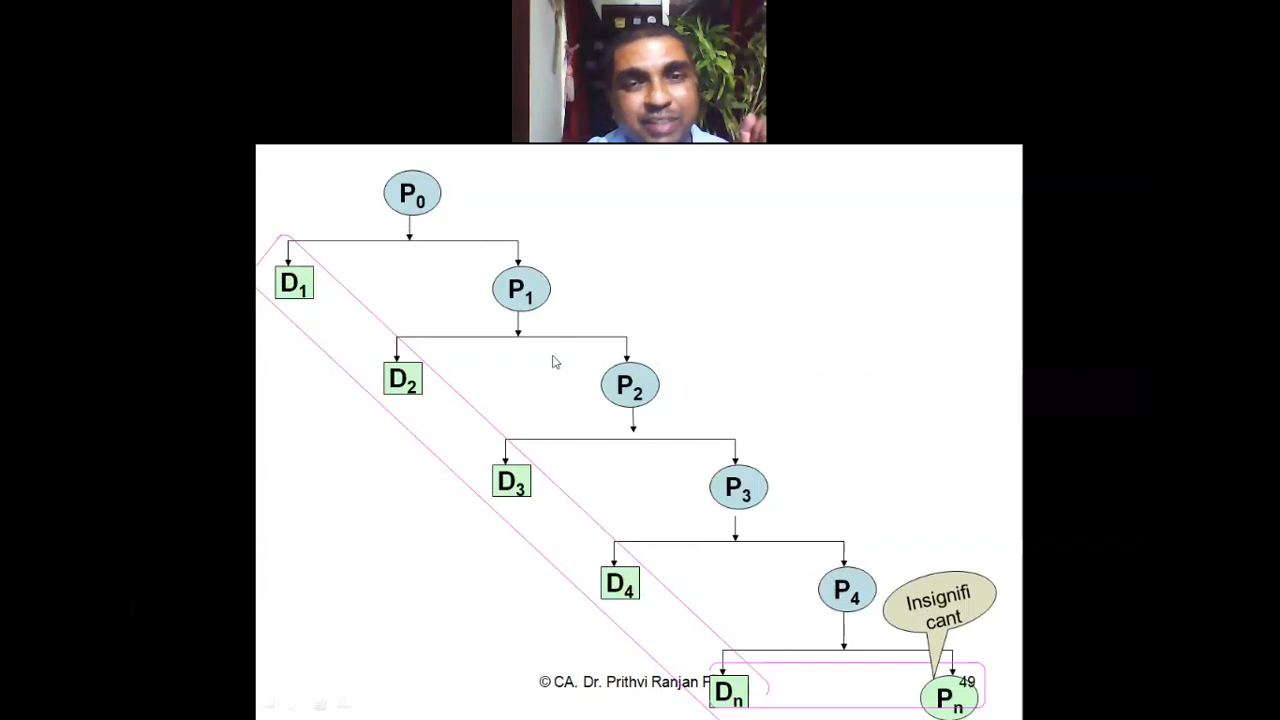 P0
D1
P1
D2
P2
D3
P3
D4
P4
Insignifi
cant
© CA. Dr. Prithvi Ranjan P
49
Dn
Pn